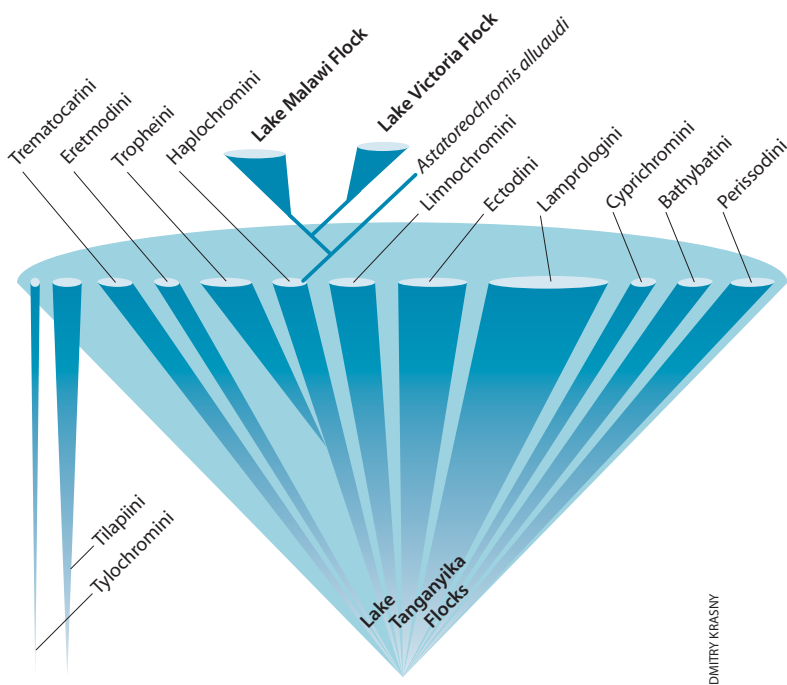 Trematocarini
Eretmodini
Tropheini
Haplochromini
Lake Malawi Flock
Lake Victoria Flock
Astatoreochromis alluaudi
Limnochromini
Ectodini
Lamprologini
Cyprichromini
Bathybatini
Perissodini
Tilapiini
Tylochromini
Lake Tanganyika
Flocks
DMITRY KRASNY